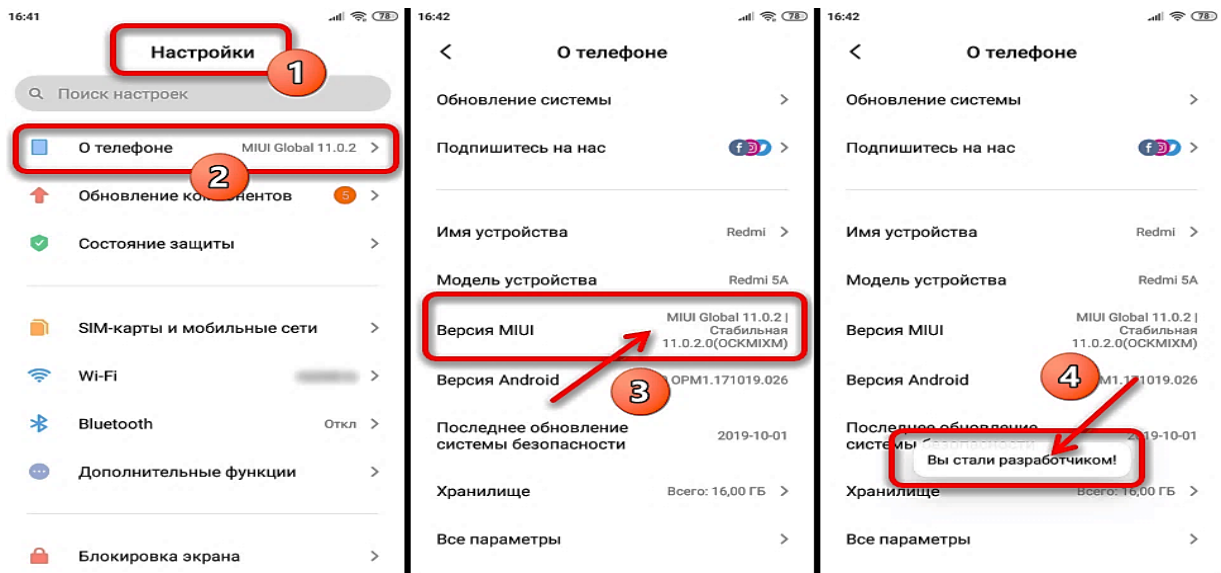 16:41
78
Настройки
1
Поиск настроек
О телефоне MIUI Global 11.0.2
2
Обновление 5
Состояние защиты
SIM-карты и мобильные сети
Wi-Fi
Bluetooth Откл
Дополнительные функции
Блокировка экрана
16:42
78
О телефоне
Обновление системы
Подпишитесь на нас
Имя устройства Redmi
Модель устройства Redmi 5A
Версия MIUI MIUI Global 11.0.2 |
Стабильная
11.0.2.0(OCKMIXM)
Версия Android OPM1.171019.026
3
Последнее обновление
системы безопасности 2019-10-01
Хранилище Всего: 16,00 ГБ
Все параметры
16:42
78
О телефоне
Обновление системы
Подпишитесь на нас
Имя устройства Redmi
Модель устройства Redmi 5A
Версия MIUI MIUI Global 11.0.2 |
Стабильная
11.0.2.0(OCKMIXM)
4
Версия Android M1.171019.026
Последнее обновление
системы безопасности 2019-10-01
Вы стали разработчиком!
Хранилище Всего: 16,00 ГБ
Все параметры